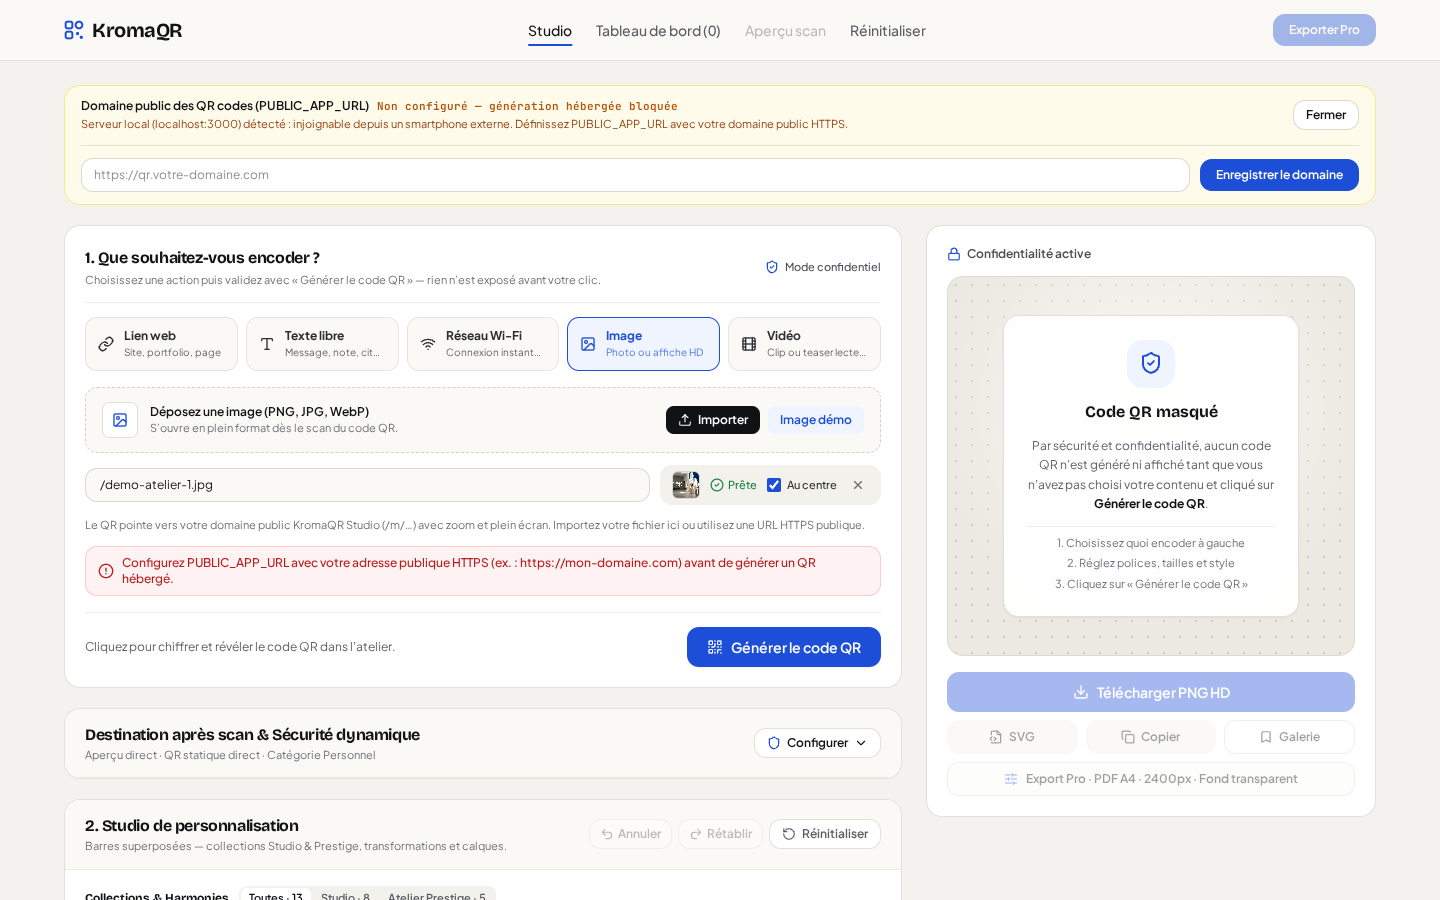 KromaQR
Studio
Tableau de bord (0)
Aperçu scan
Réinitialiser
Exporter Pro
Domaine public des QR codes (PUBLIC_APP_URL) Non configuré — génération hébergée bloquée
Serveur local (localhost:3000) détecté : injoignable depuis un smartphone externe. Définissez PUBLIC_APP_URL avec votre domaine public HTTPS.
Fermer
https://qr.votre-domaine.com
Enregistrer le domaine
1. Que souhaitez-vous encoder ?
Choisissez une action puis validez avec « Générer le code QR » — rien n'est exposé avant votre clic.
Mode confidentiel
Lien web
Site, portfolio, page
Texte libre
Message, note, cit...
Réseau Wi-Fi
Connexion instant...
Image
Photo ou affiche HD
Vidéo
Clip ou teaser lecte...
Déposez une image (PNG, JPG, WebP)
S'ouvre en plein format dès le scan du code QR.
Importer
Image démo
/demo-atelier-1.jpg
Prête
Au centre
Le QR pointe vers votre domaine public KromaQR Studio (/m/...) avec zoom et plein écran. Importez votre fichier ici ou utilisez une URL HTTPS publique.
Configurez PUBLIC_APP_URL avec votre adresse publique HTTPS (ex. : https://mon-domaine.com) avant de générer un QR
hébergé.
Cliquez pour chiffrer et révéler le code QR dans l'atelier.
Générer le code QR
Destination après scan & Sécurité dynamique
Aperçu direct · QR statique direct · Catégorie Personnel
Configurer
2. Studio de personnalisation
Barres superposées — collections Studio & Prestige, transformations et calques.
Annuler
Rétablir
Réinitialiser
Collections & Harmonies
Toutes · 13
Studio · 8
Atelier Prestige · 5
Confidentialité active
Code QR masqué
Par sécurité et confidentialité, aucun code
QR n'est généré ni affiché tant que vous
n'avez pas choisi votre contenu et cliqué sur
Générer le code QR.
1. Choisissez quoi encoder à gauche
2. Réglez polices, tailles et style
3. Cliquez sur « Générer le code QR »
Télécharger PNG HD
SVG
Copier
Galerie
Export Pro · PDF A4 · 2400px · Fond transparent